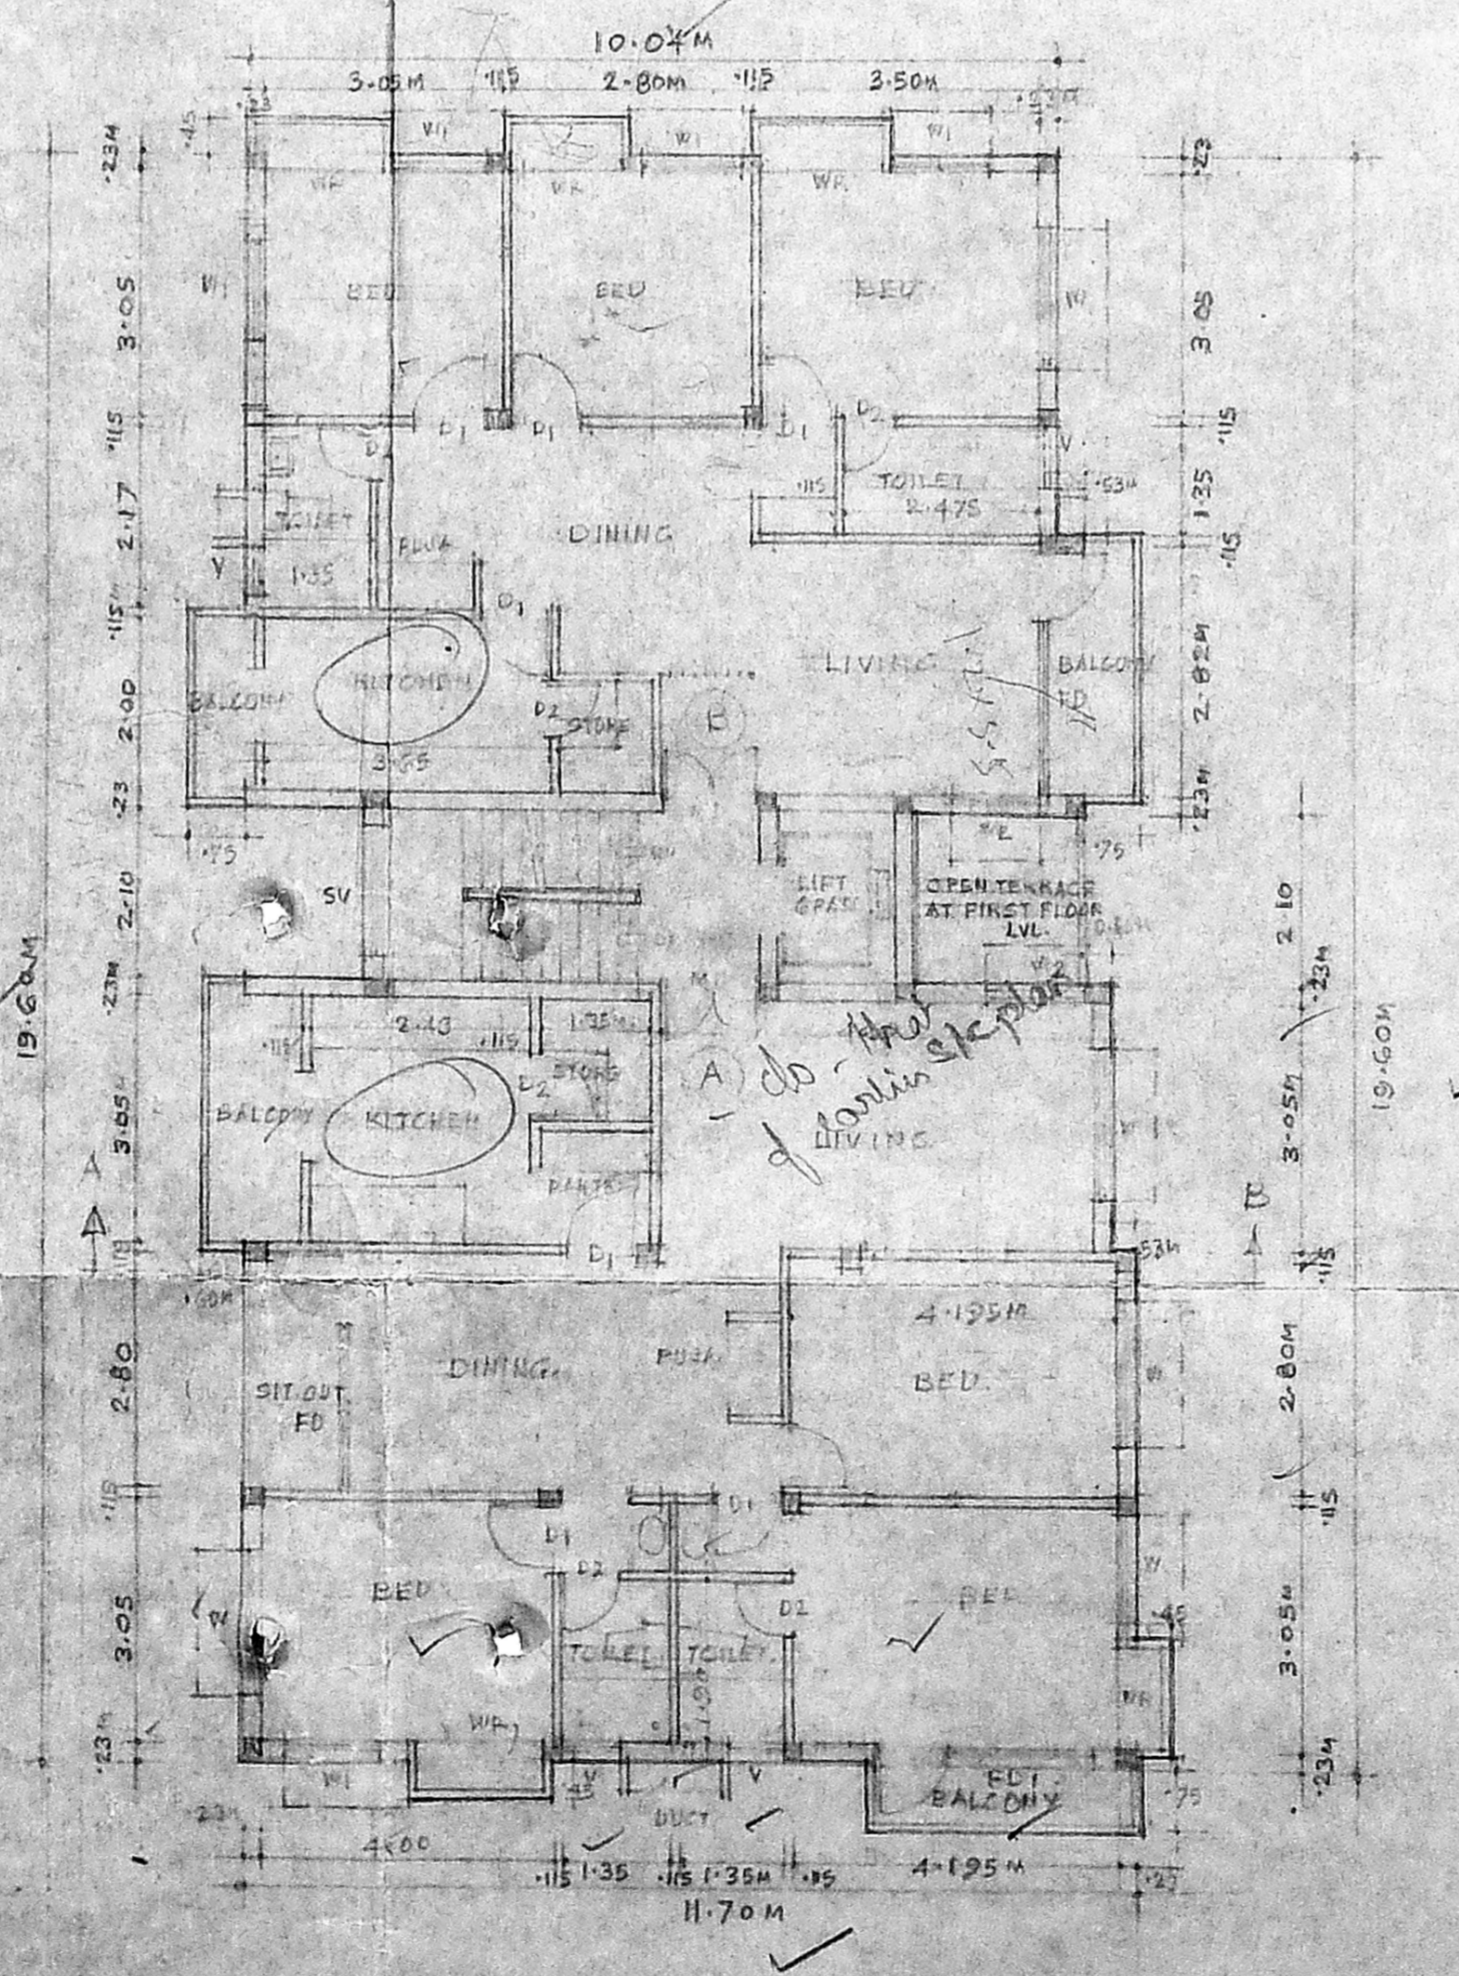 10.04M
3.05M .115 2.80M .115 3.50M
.45
.23M
W1 W1 W1
.23
WR WR WR
3.05
W1
BED BED BED
W1
3.05
D1 D1 D1 D2
.115
V
.115
TOILET
2.475
.115
.53M
1.35
TOILET
PUJA
DINING
2.17
1.35
V
.115
D1
.115M
BALCONY
KITCHEN
LIVING
BALCONY
FD
2.82M
2.00
D2
STORE
B
3.65
.23
.23M
.75
.75
2.10
SV
LIFT
OPEN TERRACE
AT FIRST FLOOR
LVL.
2.10
19.60M
.23M
.23M
2.43
1.35M
.115
.115
D2
STORE
A
3.05M
BALCONY
KITCHEN
LIVING
3.05M
19.60M
A
B
D1
.53M
.115
.60M
4.195M
2.80
DINING
PUJA
BED
2.80M
SIT OUT
FD
.115
D1
.115
D1
D2
BED
D2
BED
W
3.05
W
TOILET TOILET
1.90
3.05M
WR
WR
.23M
W1
V V
FD1
BALCONY
.23M
.75
DUCT
.23M
4.00
.115 1.35 .115 1.35M .115 4.195M .23
11.70M